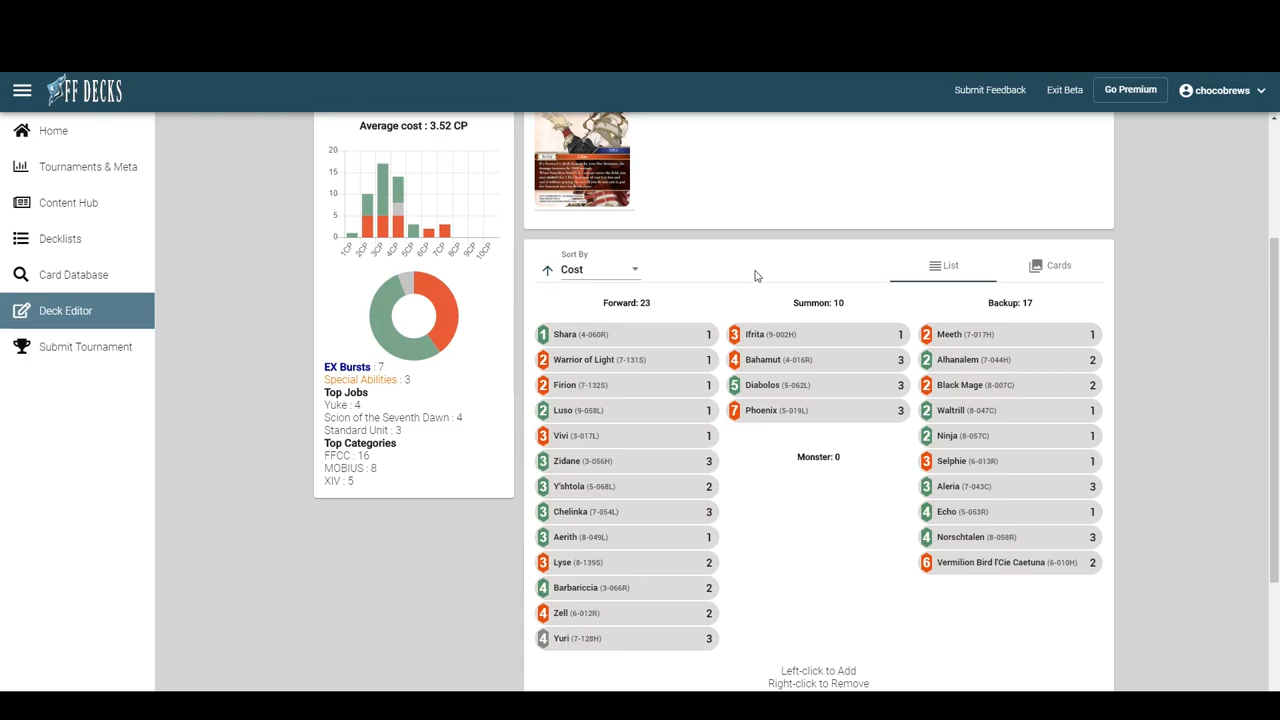 FF DECKS
Submit Feedback
Exit Beta
Go Premium
chocobrews
Home
Tournaments & Meta
Content Hub
Decklists
Card Database
Deck Editor
Submit Tournament
Average cost : 3.52 CP
20
15
10
5
0
1CP
2CP
3CP
4CP
5CP
6CP
7CP
8CP
9CP
10CP
EX Bursts : 7
Special Abilities : 3
Top Jobs
Yuke : 4
Scion of the Seventh Dawn : 4
Standard Unit : 3
Top Categories
FFCC : 16
MOBIUS : 8
XIV : 5
Sort By
Cost
List
Cards
Forward: 23
1 Shara (4-060R) 1
2 Warrior of Light (7-131S) 1
2 Firion (7-132S) 1
2 Luso (9-058L) 1
3 Vivi (3-017L) 1
3 Zidane (3-056H) 3
3 Y'shtola (5-068L) 2
3 Chelinka (7-054L) 3
3 Aerith (8-049L) 1
3 Lyse (8-139S) 2
4 Barbariccia (3-066R) 2
4 Zell (6-012R) 2
4 Yuri (7-128H) 3
Summon: 10
3 Ifrita (9-002H) 1
4 Bahamut (4-016R) 3
5 Diabolos (5-062L) 3
7 Phoenix (5-019L) 3
Monster: 0
Backup: 17
2 Meeth (7-017H) 1
2 Alhanalem (7-044H) 2
2 Black Mage (8-007C) 2
2 Waltrill (8-047C) 1
2 Ninja (8-057C) 1
3 Selphie (6-013R) 1
3 Aleria (7-043C) 3
4 Echo (5-053R) 1
4 Norschtalen (8-058R) 3
6 Vermilion Bird l'Cie Caetuna (6-010H) 2
Left-click to Add
Right-click to Remove